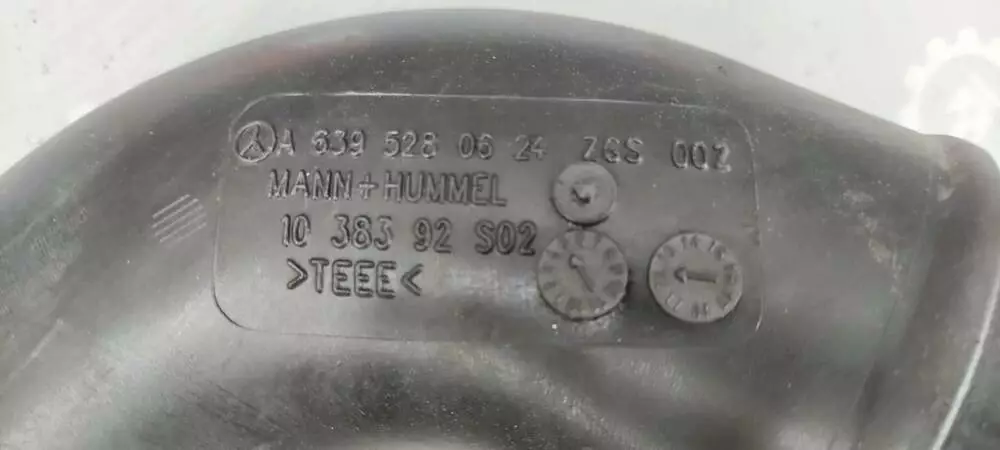 A 639 528 06 24 ZGS 002
MANN+HUMMEL
10 383 92 S02
>TEEE<